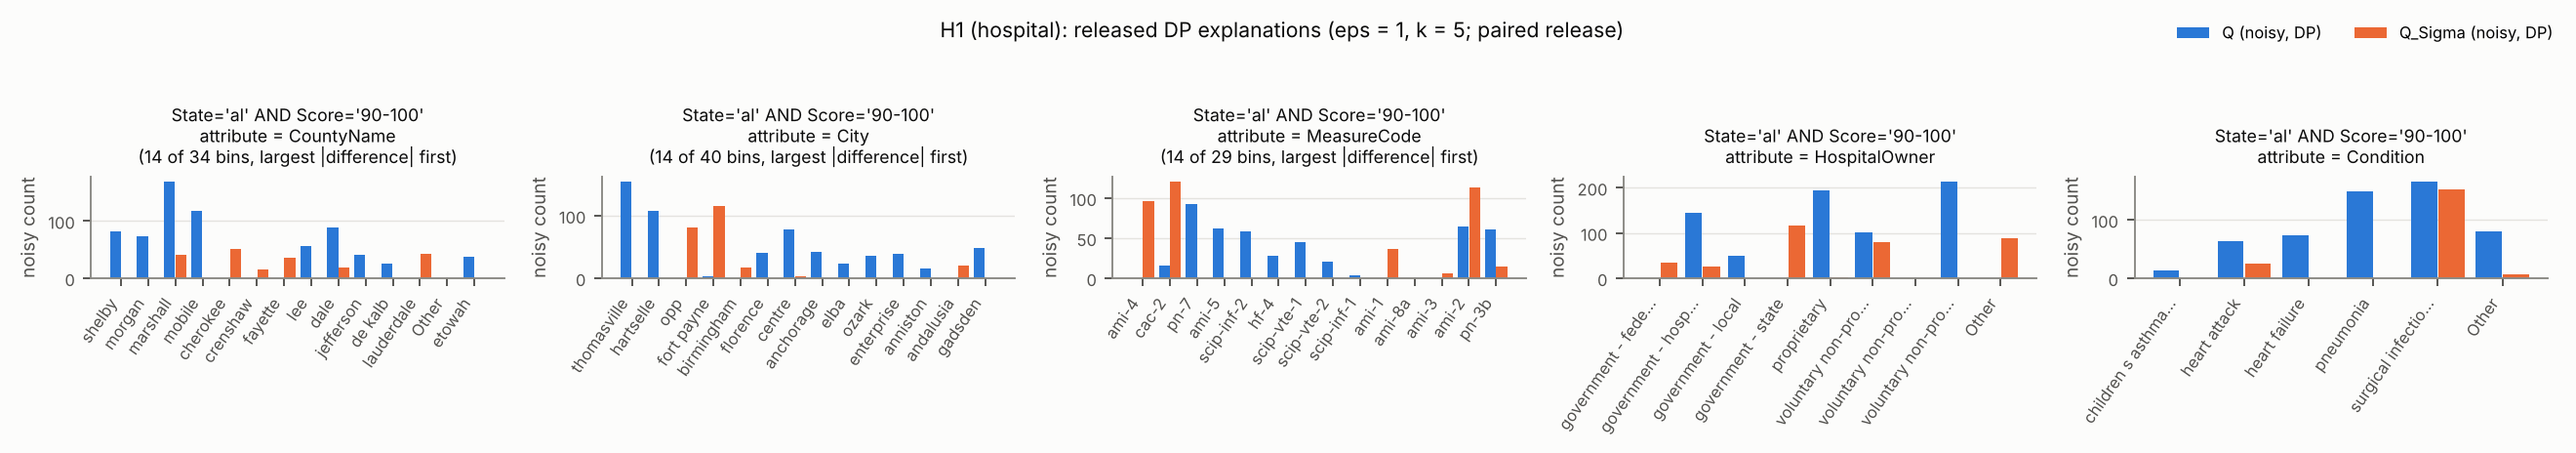 H1 (hospital): released DP explanations (eps = 1, k = 5; paired release)
Q (noisy, DP)
Q_Sigma (noisy, DP)
State='al' AND Score='90-100'
attribute = CountyName
(14 of 34 bins, largest |difference| first)
noisy count
100
0
shelby
morgan
marshall
mobile
cherokee
crenshaw
fayette
lee
dale
jefferson
de kalb
lauderdale
Other
etowah
State='al' AND Score='90-100'
attribute = City
(14 of 40 bins, largest |difference| first)
noisy count
100
0
thomasville
hartselle
opp
fort payne
birmingham
florence
centre
anchorage
elba
ozark
enterprise
anniston
andalusia
gadsden
State='al' AND Score='90-100'
attribute = MeasureCode
(14 of 29 bins, largest |difference| first)
noisy count
100
50
0
ami-4
cac-2
pn-7
ami-5
scip-inf-2
hf-4
scip-vte-1
scip-vte-2
scip-inf-1
ami-1
ami-8a
ami-3
ami-2
pn-3b
State='al' AND Score='90-100'
attribute = HospitalOwner
noisy count
200
100
0
government - fede...
government - hosp...
government - local
government - state
proprietary
voluntary non-pro...
voluntary non-pro...
voluntary non-pro...
Other
State='al' AND Score='90-100'
attribute = Condition
noisy count
100
0
children s asthma...
heart attack
heart failure
pneumonia
surgical infectio...
Other